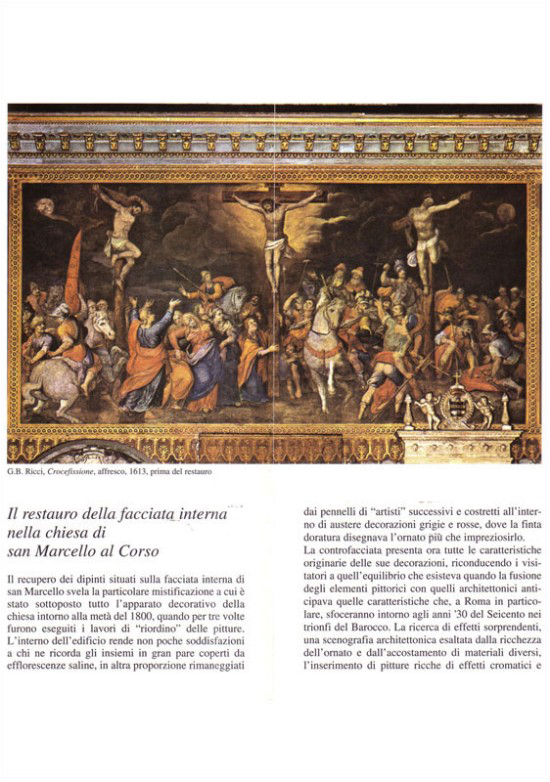 G.B. Ricci, Crocefissione, affresco, 1613, prima del restauro
Il restauro della facciata interna
nella chiesa di
san Marcello al Corso
Il recupero dei dipinti situati sulla facciata interna di
san Marcello svela la particolare mistificazione a cui è
stato sottoposto tutto l'apparato decorativo della
chiesa intorno alla metà del 1800, quando per tre volte
furono eseguiti i lavori di “riordino” delle pitture.
L'interno dell'edificio rende non poche soddisfazioni
a chi ne ricorda gli insiemi in gran pare coperti da
efflorescenze saline, in altra proporzione rimaneggiati
dai pennelli di “artisti” successivi e costretti all'inter-
no di austere decorazioni grigie e rosse, dove la finta
doratura disegnava l'ornato più che impreziosirlo.
La controfacciata presenta ora tutte le caratteristiche
originarie delle sue decorazioni, riconducendo i visi-
tatori a quell'equilibrio che esisteva quando la fusione
degli elementi pittorici con quelli architettonici anti-
cipava quelle caratteristiche che, a Roma in partico-
lare, sfoceranno intorno agli anni '30 del Seicento nei
trionfi del Barocco. La ricerca di effetti sorprendenti,
una scenografia architettonica esaltata dalla ricchezza
dell'ornato e dall'accostamento di materiali diversi,
l'inserimento di pitture ricche di effetti cromatici e